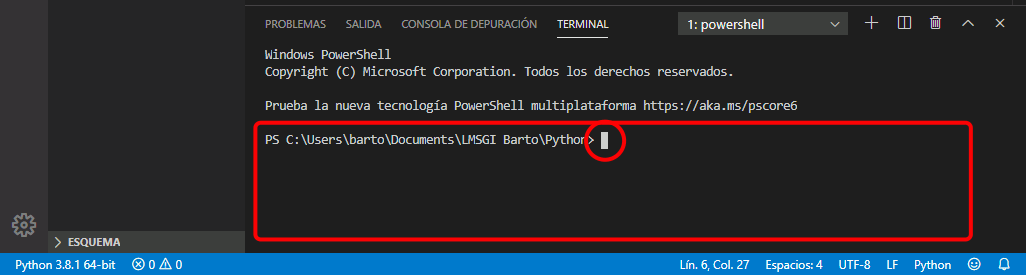 PROBLEMAS SALIDA CONSOLA DE DEPURACIÓN TERMINAL 1: powershell
Windows PowerShell
Copyright (C) Microsoft Corporation. Todos los derechos reservados.
Prueba la nueva tecnología PowerShell multiplataforma https://aka.ms/pscore6
PS C:\Users\barto\Documents\LMSGI Barto\Python>
ESQUEMA
Python 3.8.1 64-bit 0 0 Lín. 6, Col. 27 Espacios: 4 UTF-8 LF Python